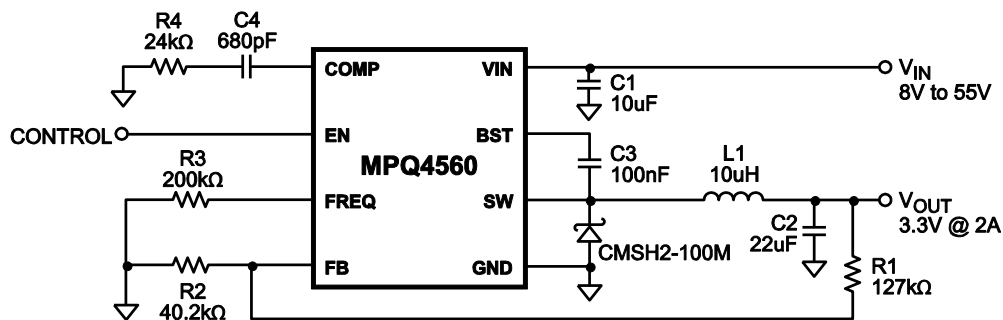 R4
24kΩ
C4
680pF
COMP
VIN
V_IN
8V to 55V
C1
10uF
CONTROL
EN
BST
MPQ4560
C3
100nF
L1
10uH
R3
200kΩ
FREQ
SW
V_OUT
3.3V @ 2A
C2
22uF
CMSH2-100M
FB
GND
R2
40.2kΩ
R1
127kΩ